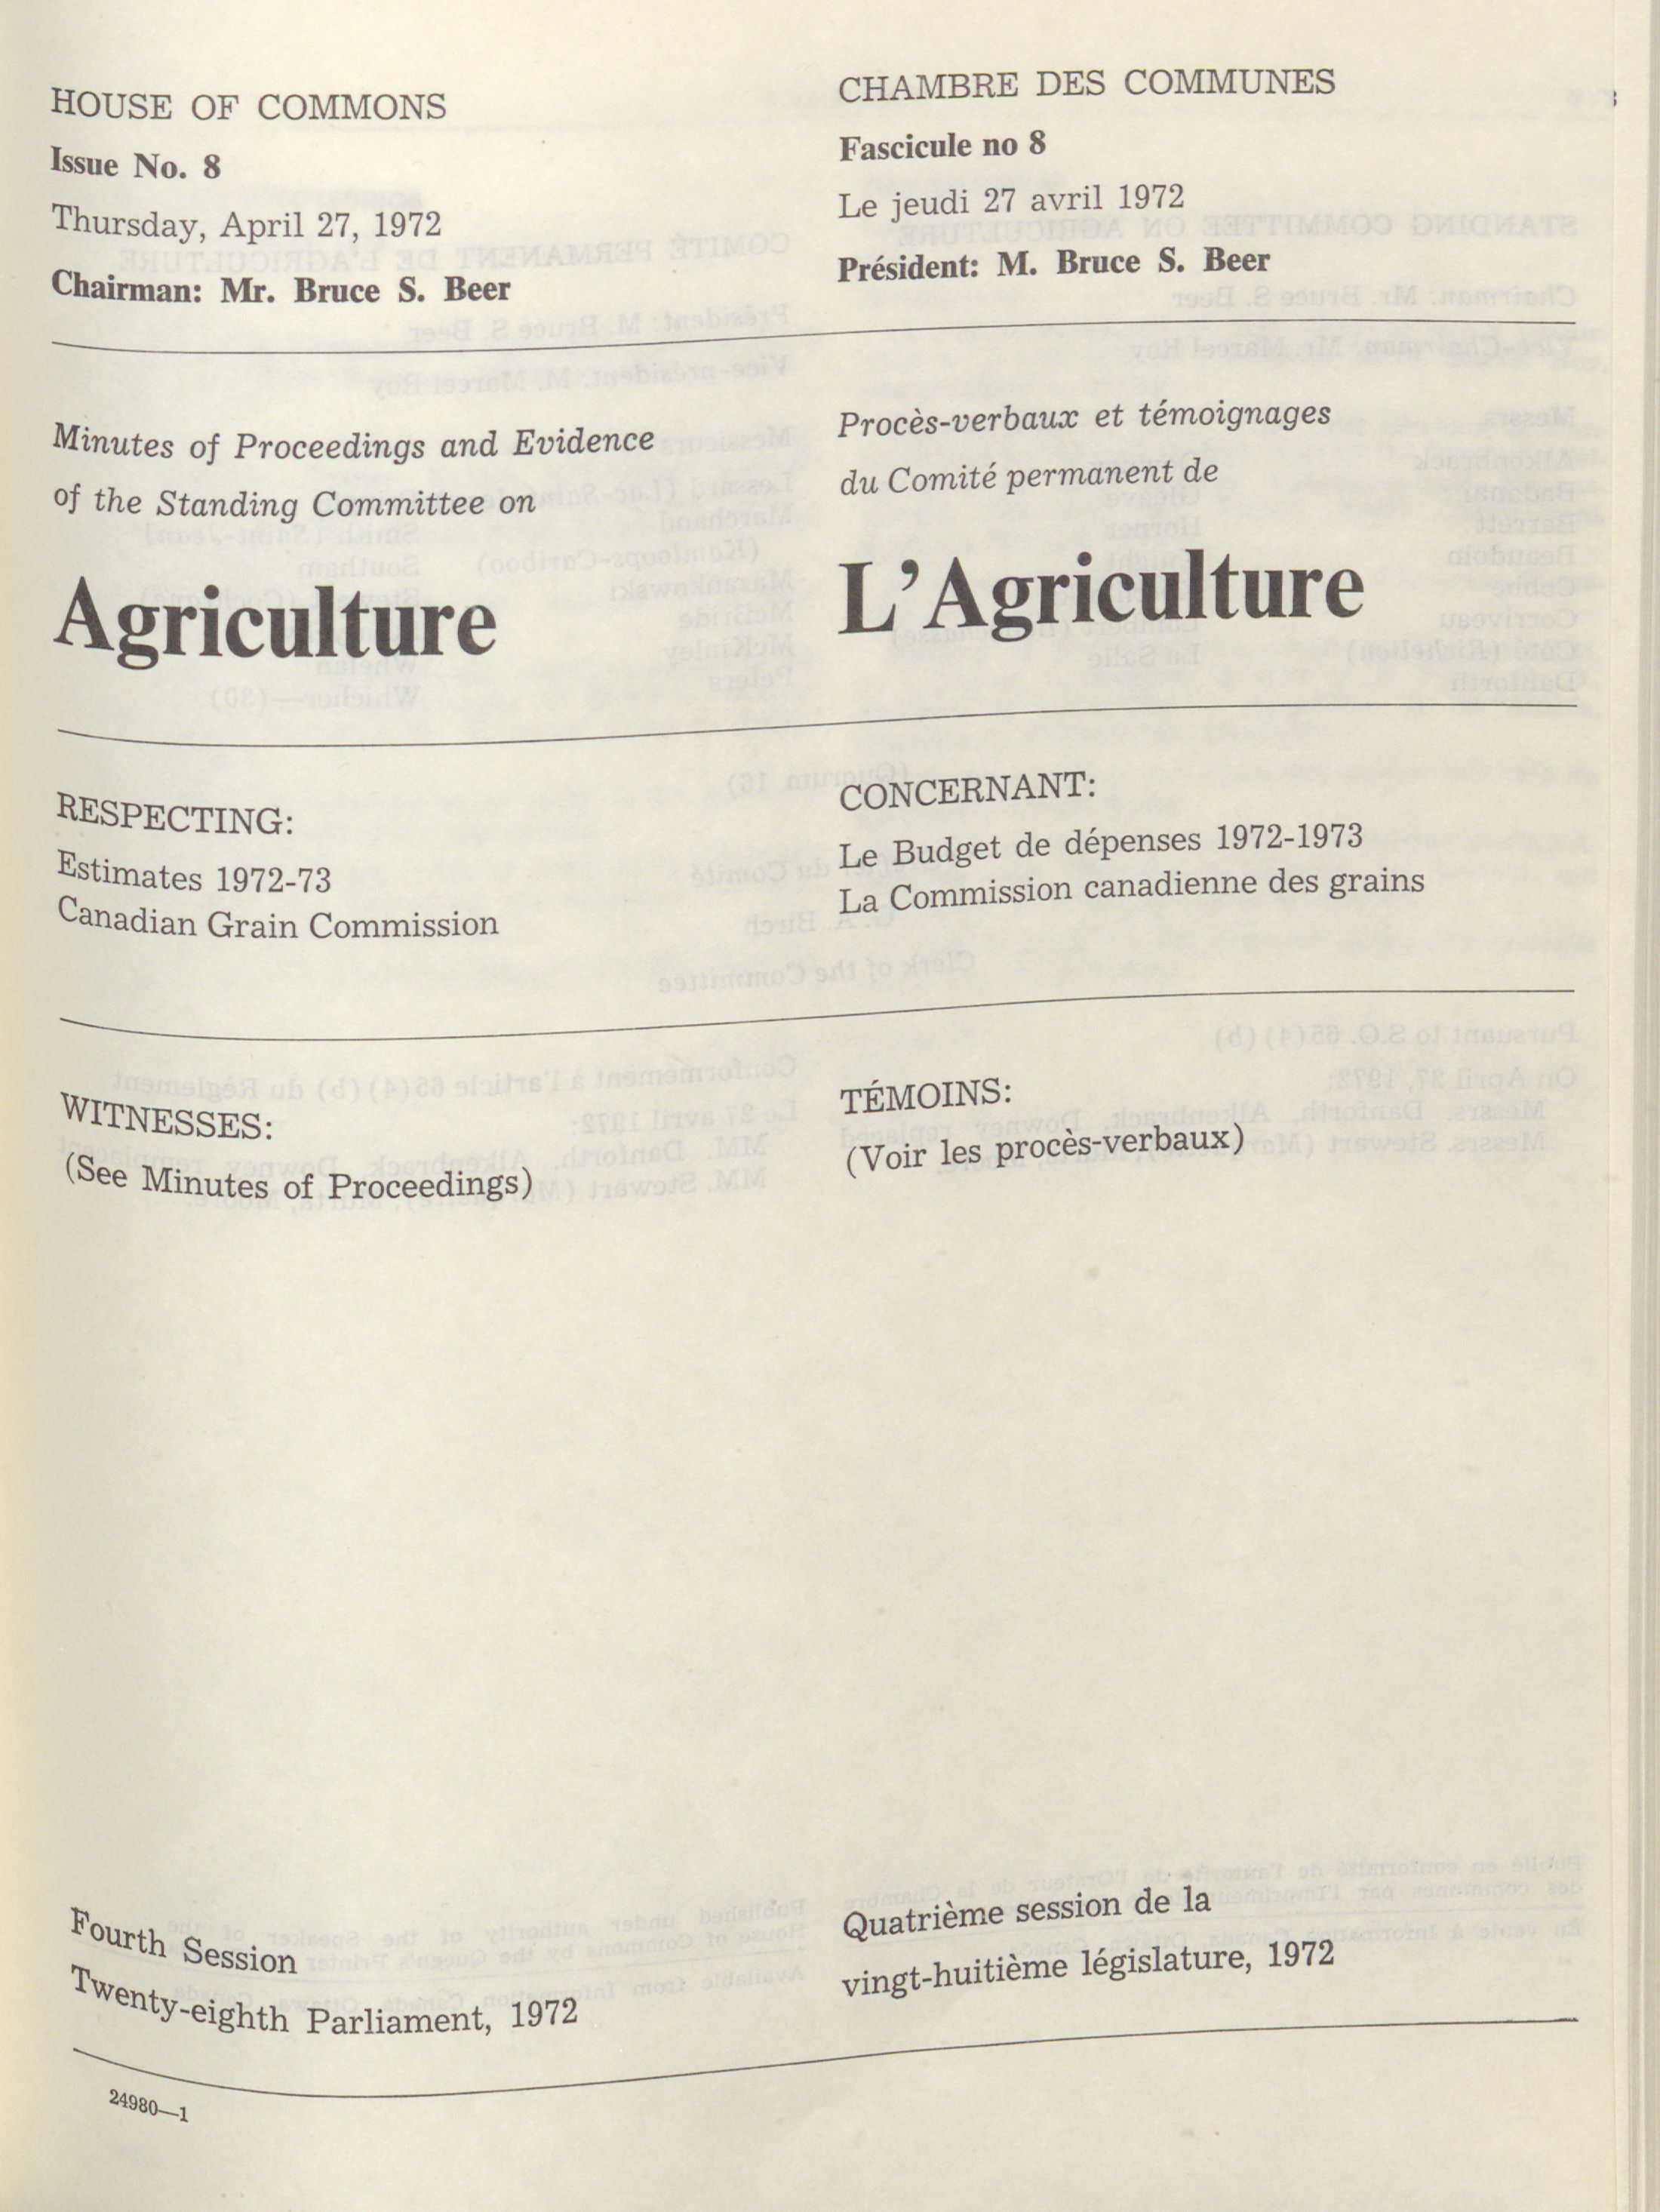 HOUSE OF COMMONS
Issue No. 8
Thursday, April 27, 1972
Chairman: Mr. Bruce S. Beer
Minutes of Proceedings and Evidence
of the Standing Committee on
Agriculture
RESPECTING:
Estimates 1972-73
Canadian Grain Commission
WITNESSES:
(See Minutes of Proceedings)
Fourth Session
Twenty-eighth Parliament, 1972
24980—1
CHAMBRE DES COMMUNES
Fascicule no 8
Le jeudi 27 avril 1972
Président: M. Bruce S. Beer
Procès-verbaux et témoignages
du Comité permanent de
L'Agriculture
CONCERNANT:
Le Budget de dépenses 1972-1973
La Commission canadienne des grains
TÉMOINS:
(Voir les procès-verbaux)
Quatrième session de la
vingt-huitième législature, 1972